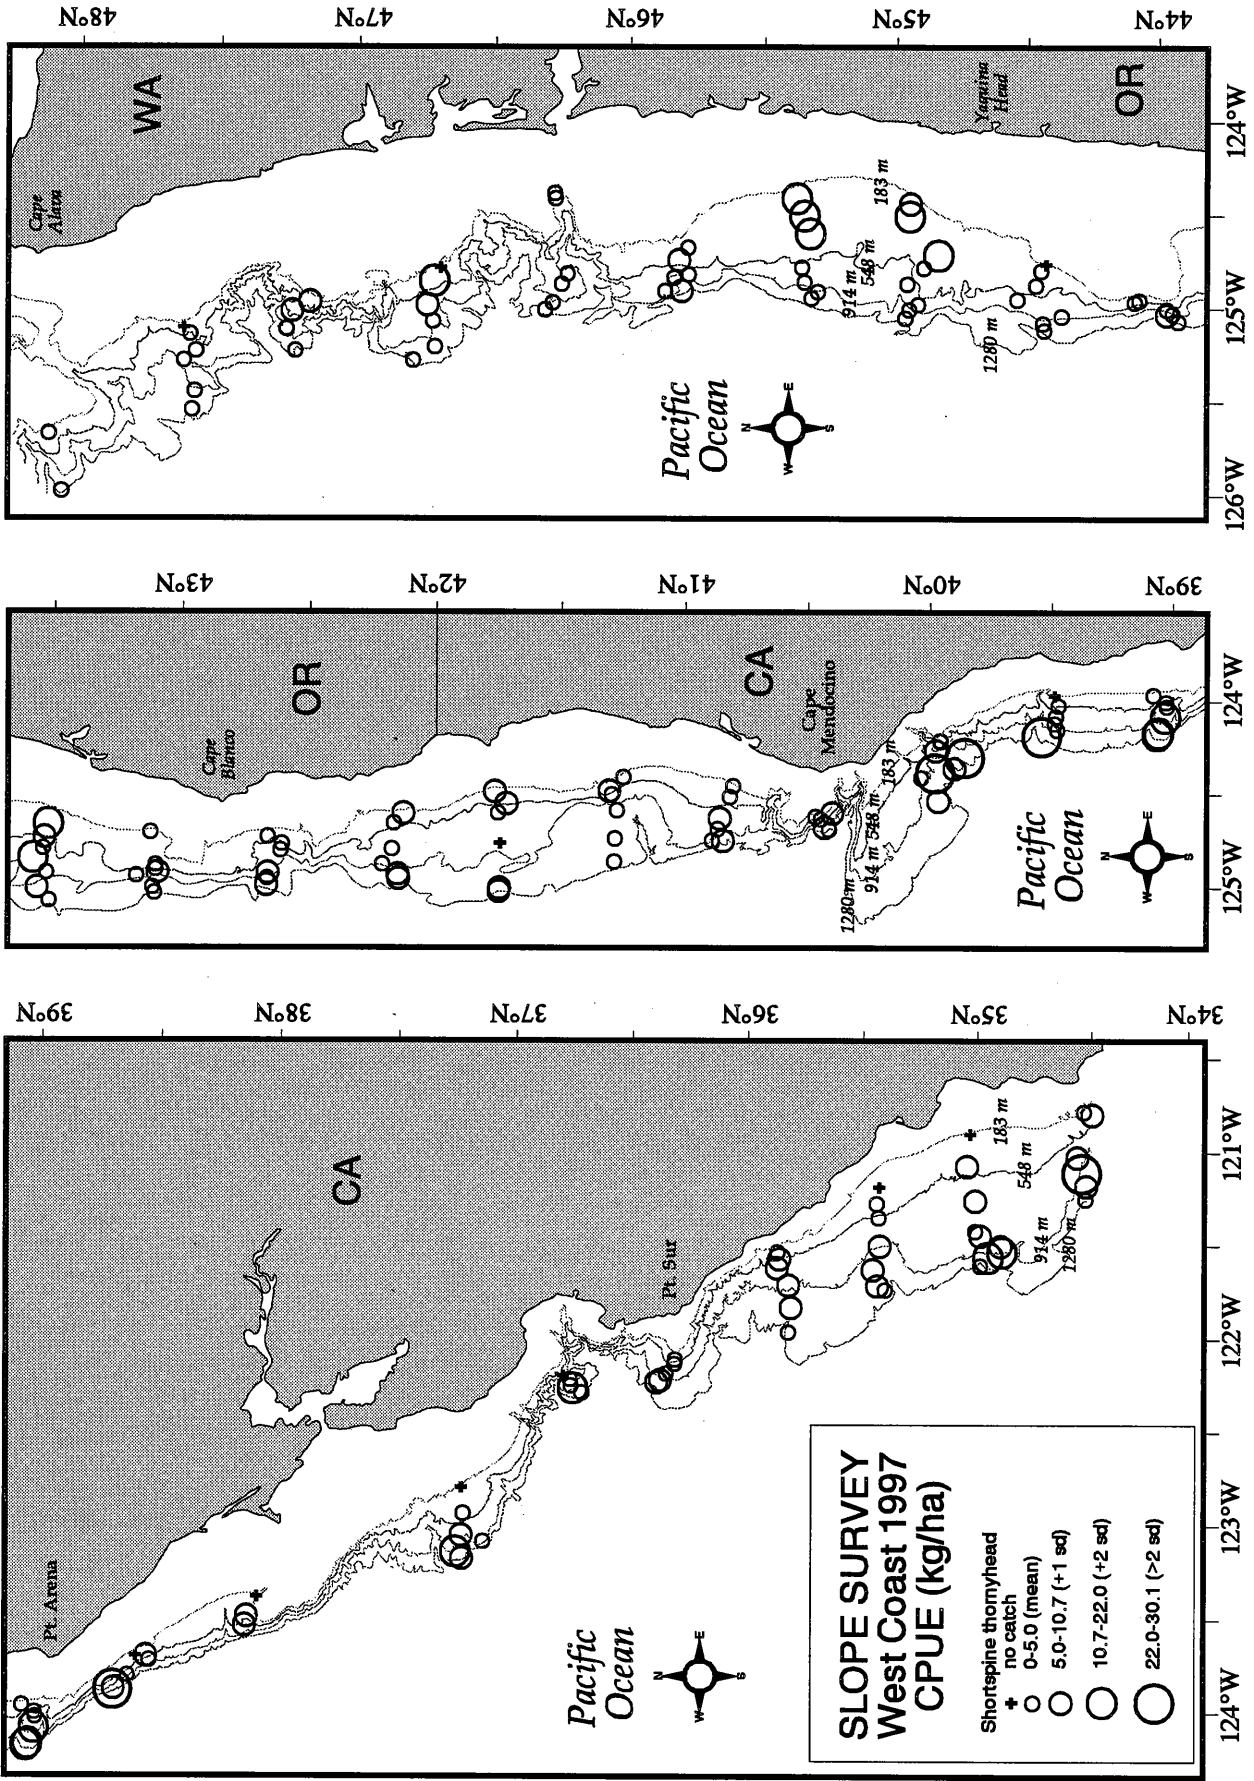 48°N
47°N
46°N
45°N
44°N
WA
OR
Cape
Alava
Yaquina
Head
183 m
548 m
914 m
1280 m
Pacific
Ocean
N
E
S
W
124°W
125°W
126°W
43°N
42°N
41°N
40°N
39°N
OR
CA
Cape
Blanco
Cape
Mendocino
183 m
548 m
914 m
1280 m
Pacific
Ocean
N
E
S
W
124°W
125°W
39°N
38°N
37°N
36°N
35°N
34°N
CA
Pt. Arena
Pt. Sur
183 m
548 m
914 m
1280 m
Pacific
Ocean
N
E
S
W
121°W
122°W
123°W
124°W
SLOPE SURVEY
West Coast 1997
CPUE (kg/ha)
Shortspine thornyhead
no catch
0-5.0 (mean)
5.0-10.7 (+1 sd)
10.7-22.0 (+2 sd)
22.0-30.1 (>2 sd)